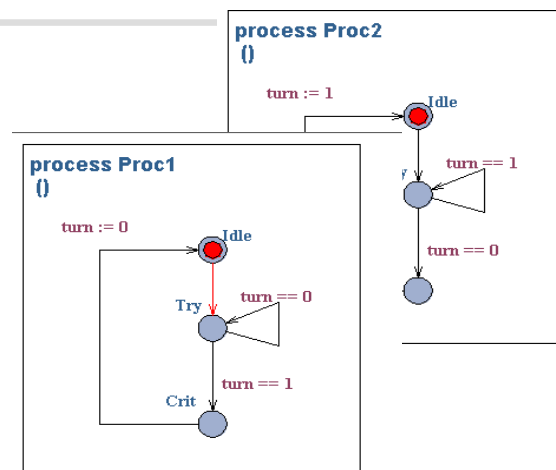 process Proc2
()
turn := 1
Idle
turn == 1
turn == 0
process Proc1
()
turn := 0
Idle
Try
turn == 0
turn == 1
Crit